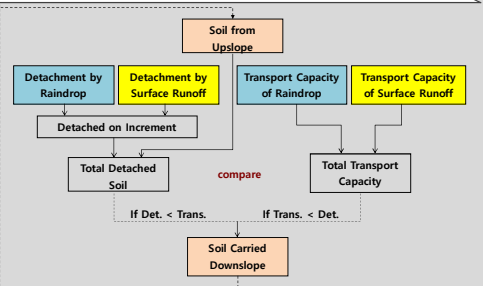 Soil from
Upslope
Detachment by
Raindrop
Detachment by
Surface Runoff
Transport Capacity
of Raindrop
Transport Capacity
of Surface Runoff
Detached on Increment
Total Detached
Soil
compare
Total Transport
Capacity
If Det. < Trans.
If Trans. < Det.
Soil Carried
Downslope